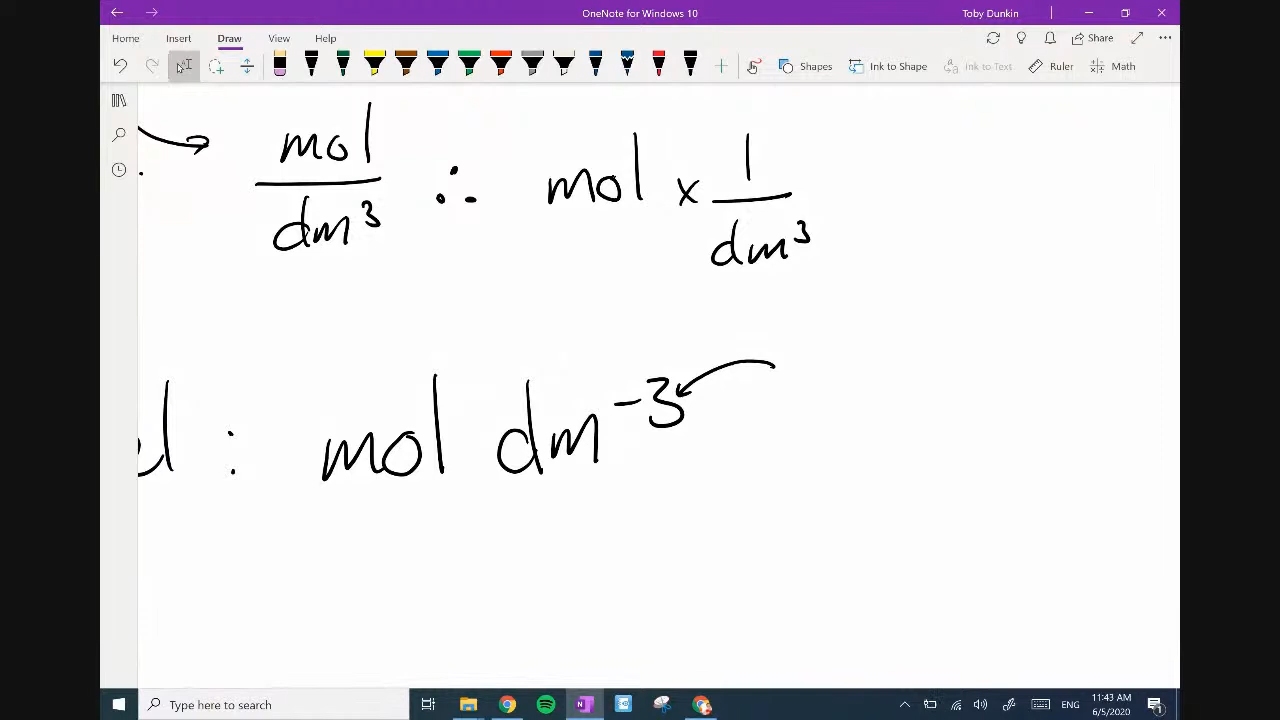 OneNote for Windows 10
Toby Dunkin
Home Insert Draw View Help
Share
Shapes Ink to Shape Ink to Text Ruler Math
mol/dm³ ∴ mol × 1/dm³
: mol dm⁻³
Type here to search
ENG
11:43 AM
6/5/2020
1